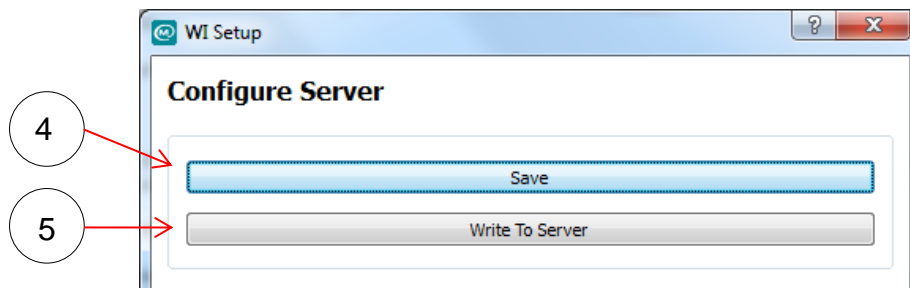 WI Setup
Configure Server
4
Save
5
Write To Server